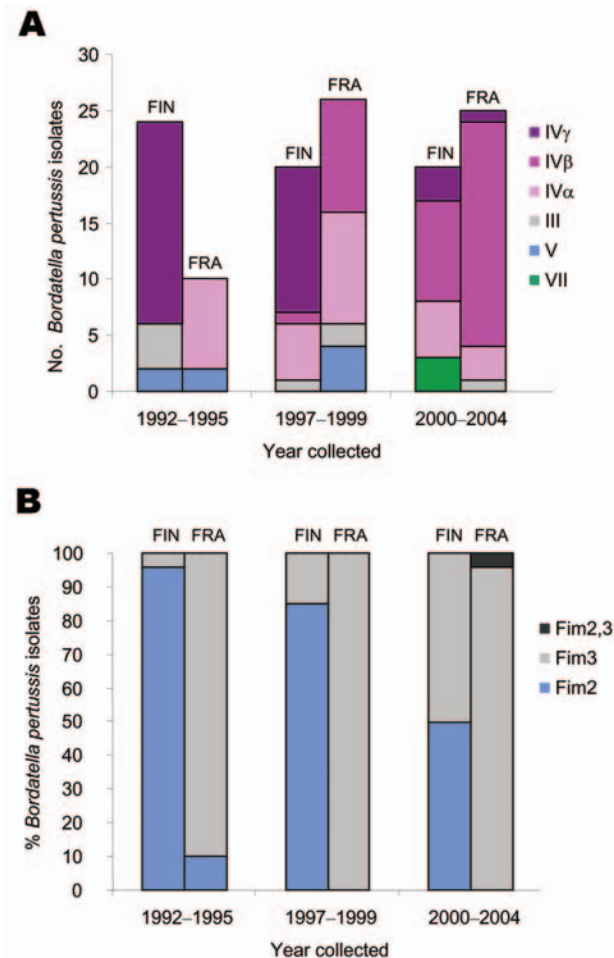 A
30
25
20
15
10
5
0
No. Bordatella pertussis isolates
FIN
FRA
FIN
FRA
FIN
FRA
IVγ
IVβ
IVα
III
V
VII
1992–1995
1997–1999
2000–2004
Year collected
B
FIN FRA
FIN FRA
FIN FRA
100
90
80
70
60
50
40
30
20
10
0
% Bordatella pertussis isolates
Fim2,3
Fim3
Fim2
1992–1995
1997–1999
2000–2004
Year collected